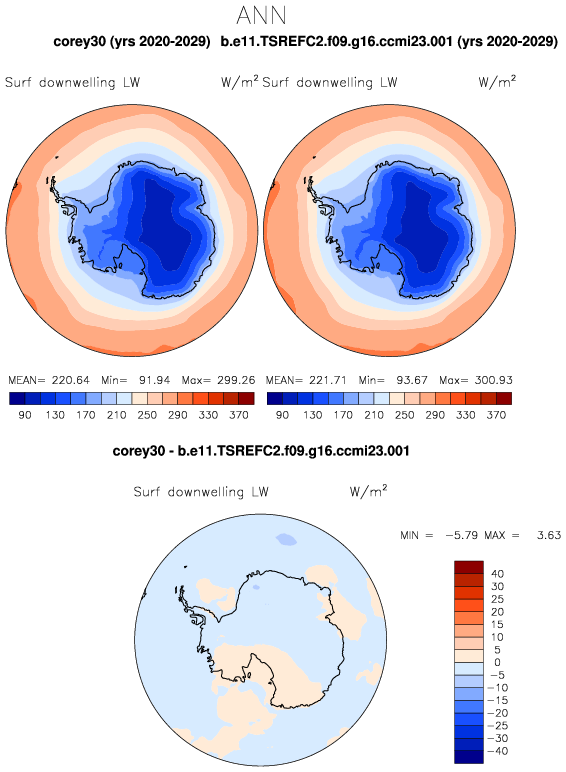 ANN
corey30 (yrs 2020-2029) b.e11.TSREFC2.f09.g16.ccmi23.001 (yrs 2020-2029)
Surf downwelling LW W/m² Surf downwelling LW W/m²
MEAN= 220.64 Min= 91.94 Max= 299.26 MEAN= 221.71 Min= 93.67 Max= 300.93
90 130 170 210 250 290 330 370 90 130 170 210 250 290 330 370
corey30 - b.e11.TSREFC2.f09.g16.ccmi23.001
Surf downwelling LW W/m²
MIN = −5.79 MAX = 3.63
40
30
25
20
15
10
5
0
−5
−10
−15
−20
−25
−30
−40